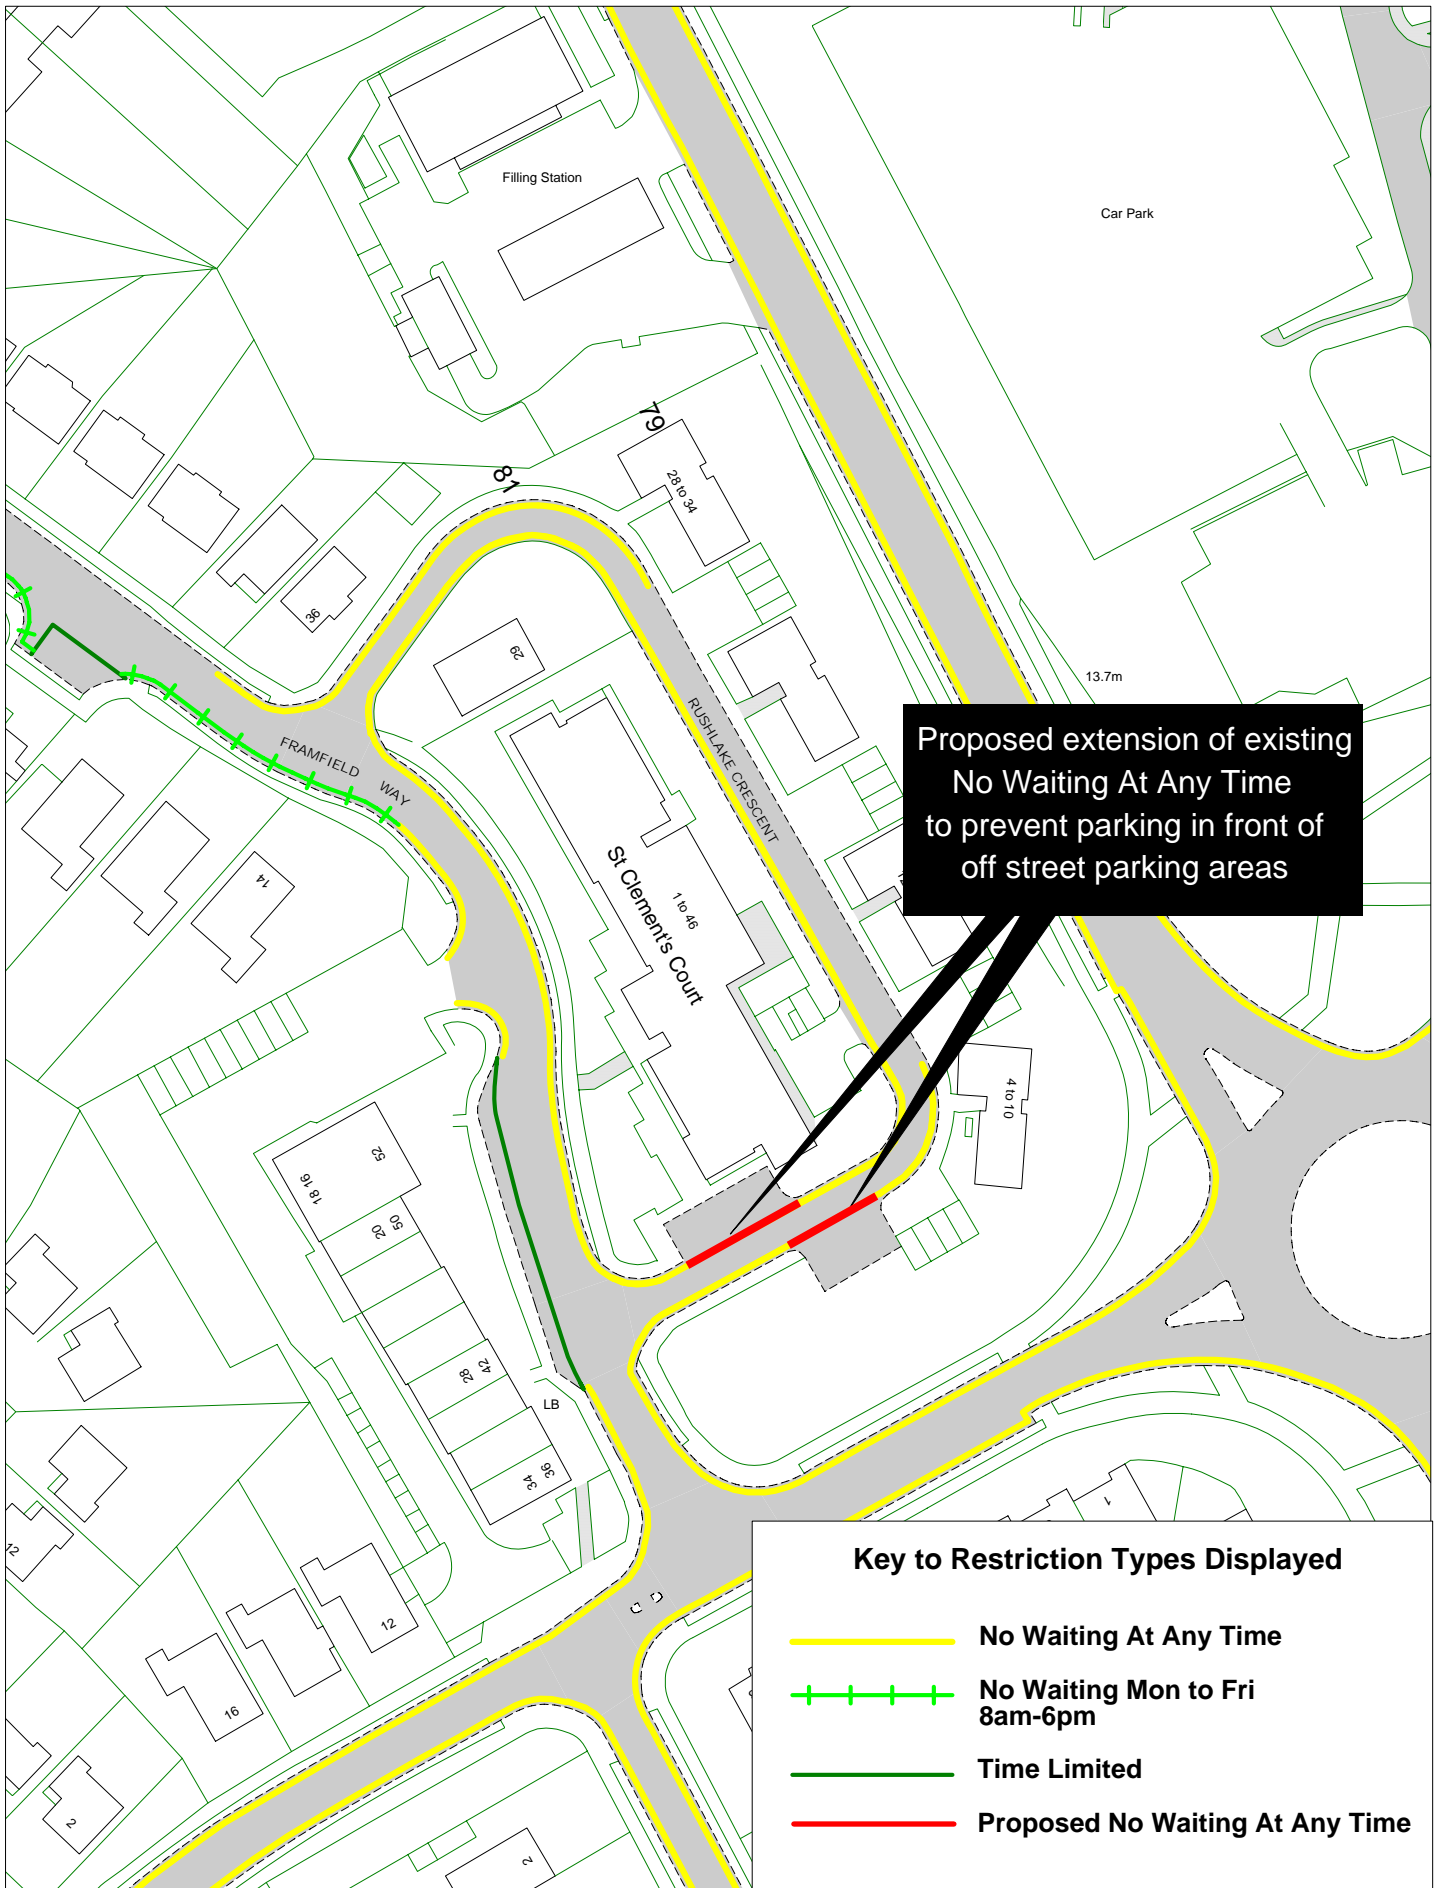 Filling Station
Car Park
79
28 to 34
81
36
29
13.7m
RUSHLAKE CRESCENT
FRAMFIELD WAY
Proposed extension of existing
No Waiting At Any Time
to prevent parking in front of
off street parking areas
14
St Clement's Court
1 to 46
4 to 10
52
18 16
50
20
42
28
LB
36
34
1
12
12
16
2
2
Key to Restriction Types Displayed
No Waiting At Any Time
No Waiting Mon to Fri
8am-6pm
Time Limited
Proposed No Waiting At Any Time